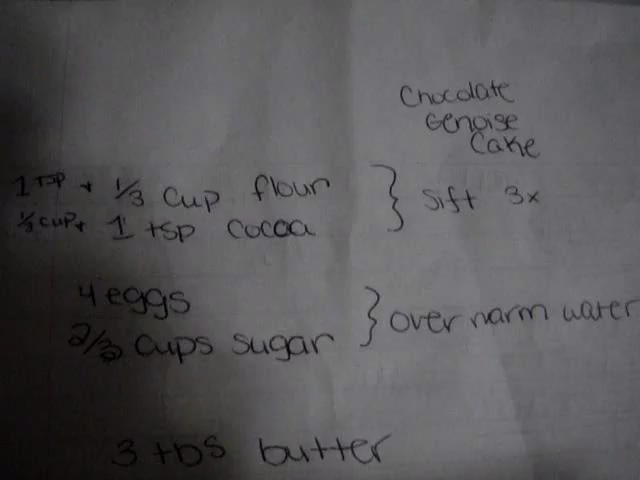 Chocolate
Genoise
Cake
1 Tsp + 1/3 cup flour } sift 3x
1/3 cup + 1 tsp cocoa
4 eggs } over warm water
2/3 cups sugar
3 tbs butter